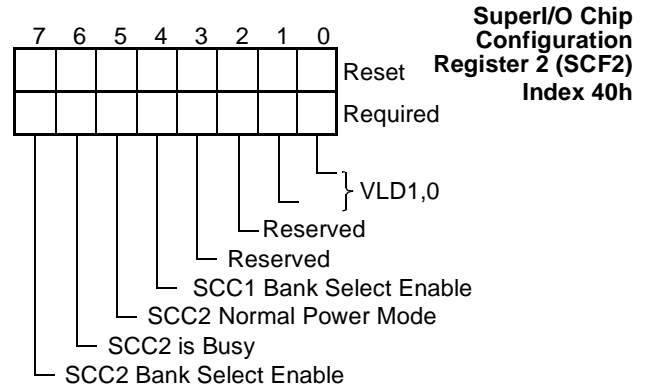 SuperI/O Chip
Configuration
Register 2 (SCF2)
Index 40h
7 6 5 4 3 2 1 0
Reset
Required
VLD1,0
Reserved
Reserved
SCC1 Bank Select Enable
SCC2 Normal Power Mode
SCC2 is Busy
SCC2 Bank Select Enable